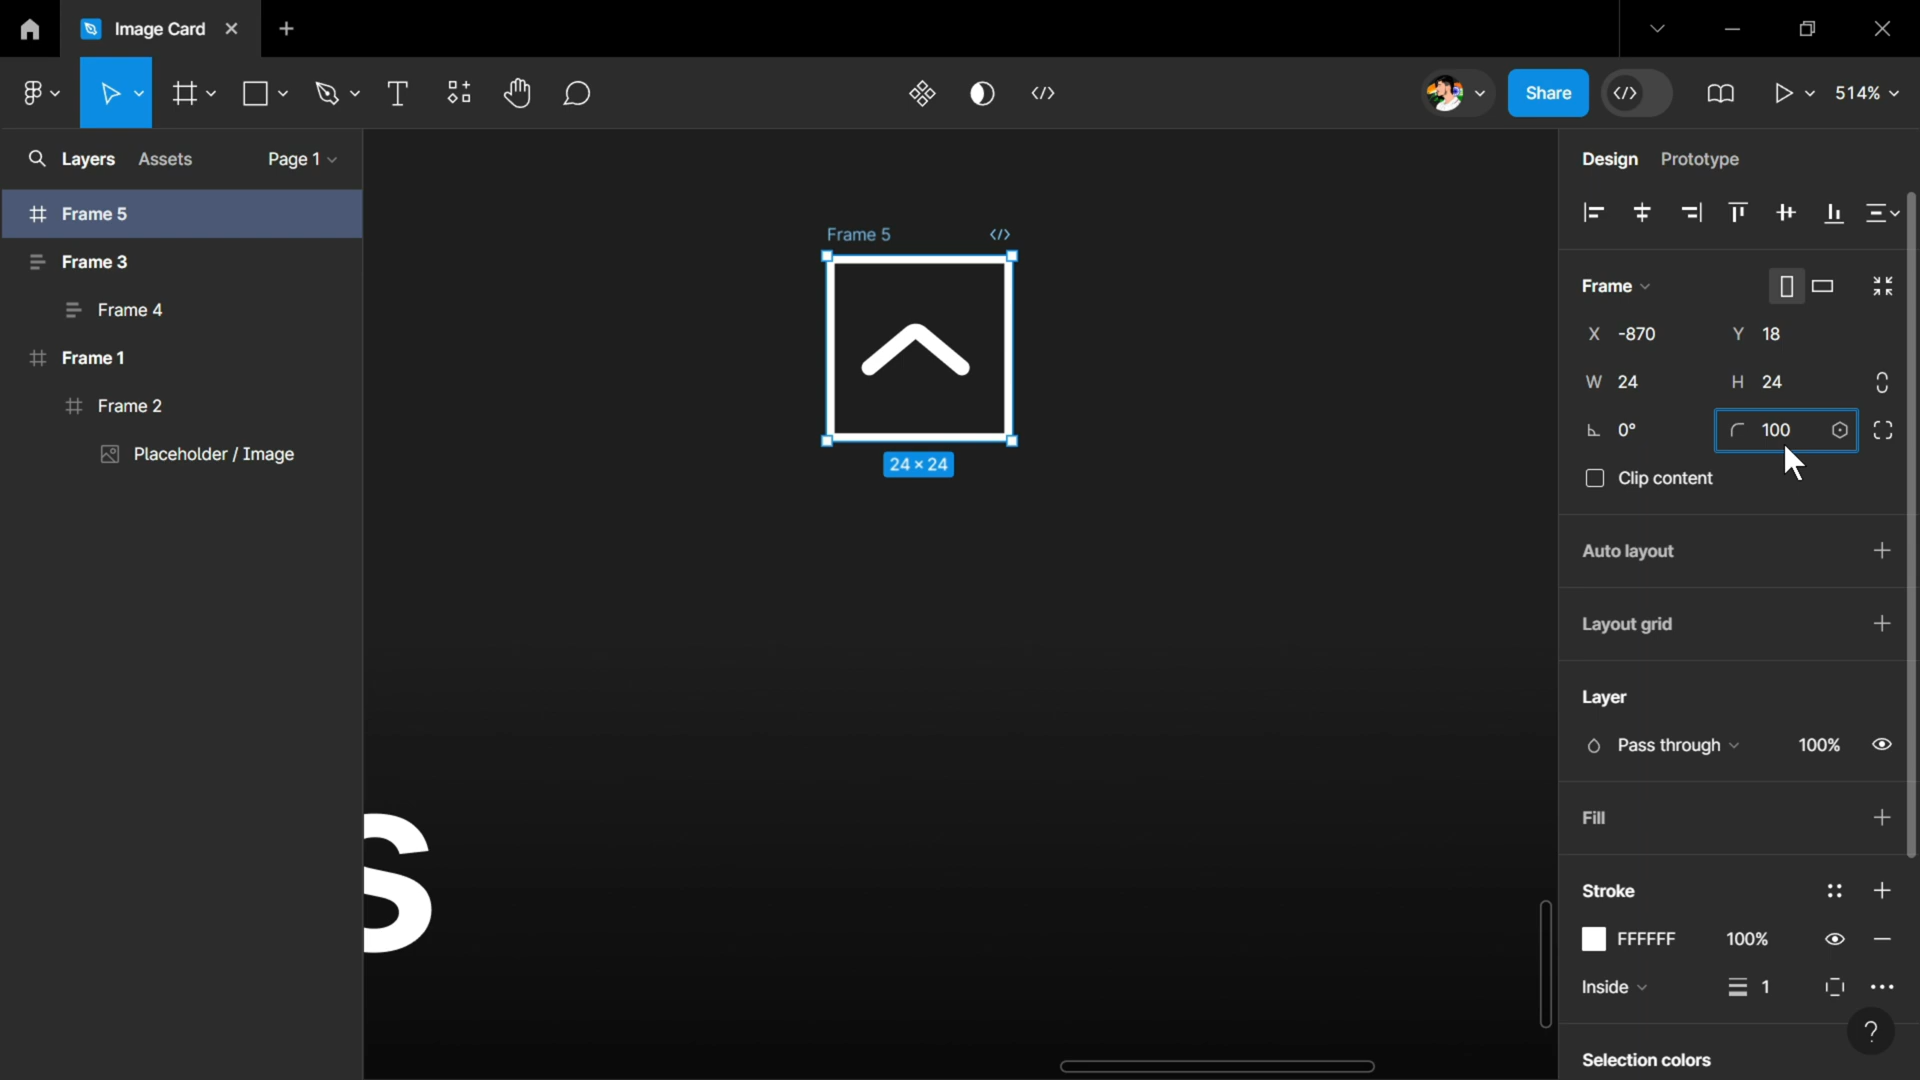 Image Card
Share
514%
Layers Assets Page 1
Frame 5
Frame 3
Frame 4
Frame 1
Frame 2
Placeholder / Image
Frame 5
24 × 24
s
Design Prototype
Frame
X -870 Y 18
W 24 H 24
0° 100
Clip content
Auto layout
Layout grid
Layer
Pass through 100%
Fill
Stroke
FFFFFF 100%
Inside 1
?
Selection colors